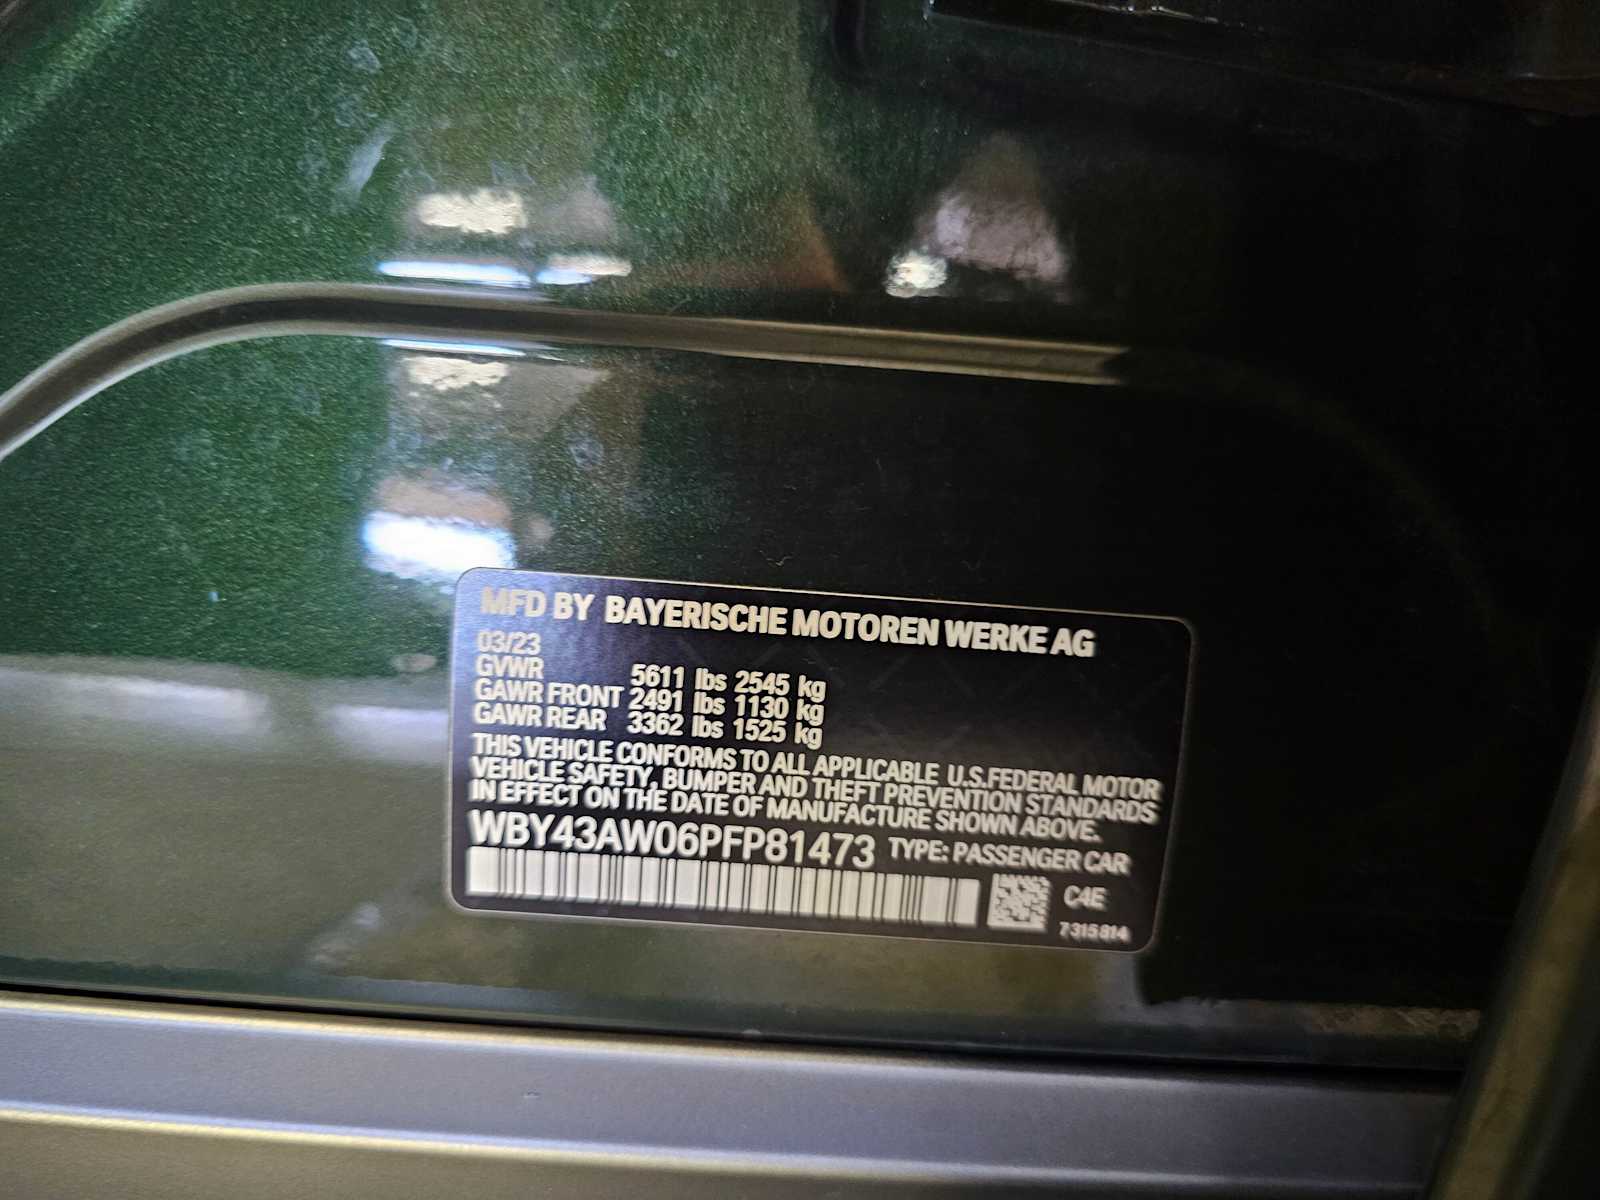 MFD BY BAYERISCHE MOTOREN WERKE AG
03/23
GVWR 5611 lbs 2545 kg
GAWR FRONT 2491 lbs 1130 kg
GAWR REAR 3362 lbs 1525 kg
THIS VEHICLE CONFORMS TO ALL APPLICABLE U.S.FEDERAL MOTOR
VEHICLE SAFETY, BUMPER AND THEFT PREVENTION STANDARDS
IN EFFECT ON THE DATE OF MANUFACTURE SHOWN ABOVE.
WBY43AW06PFP81473 TYPE: PASSENGER CAR
C4E
7315814